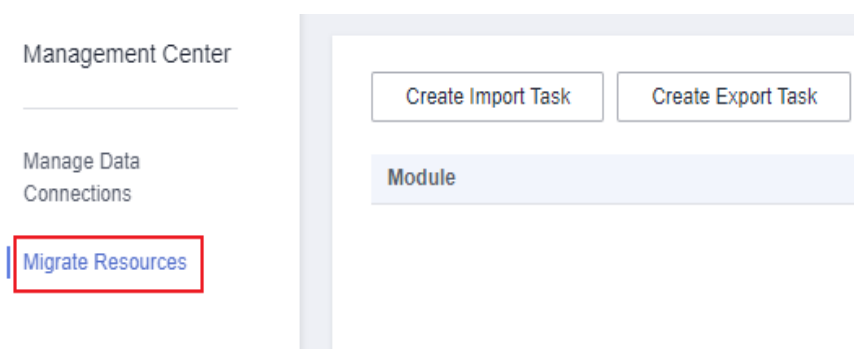 Management Center
Create Import Task
Create Export Task
Manage Data
Connections
Module
Migrate Resources